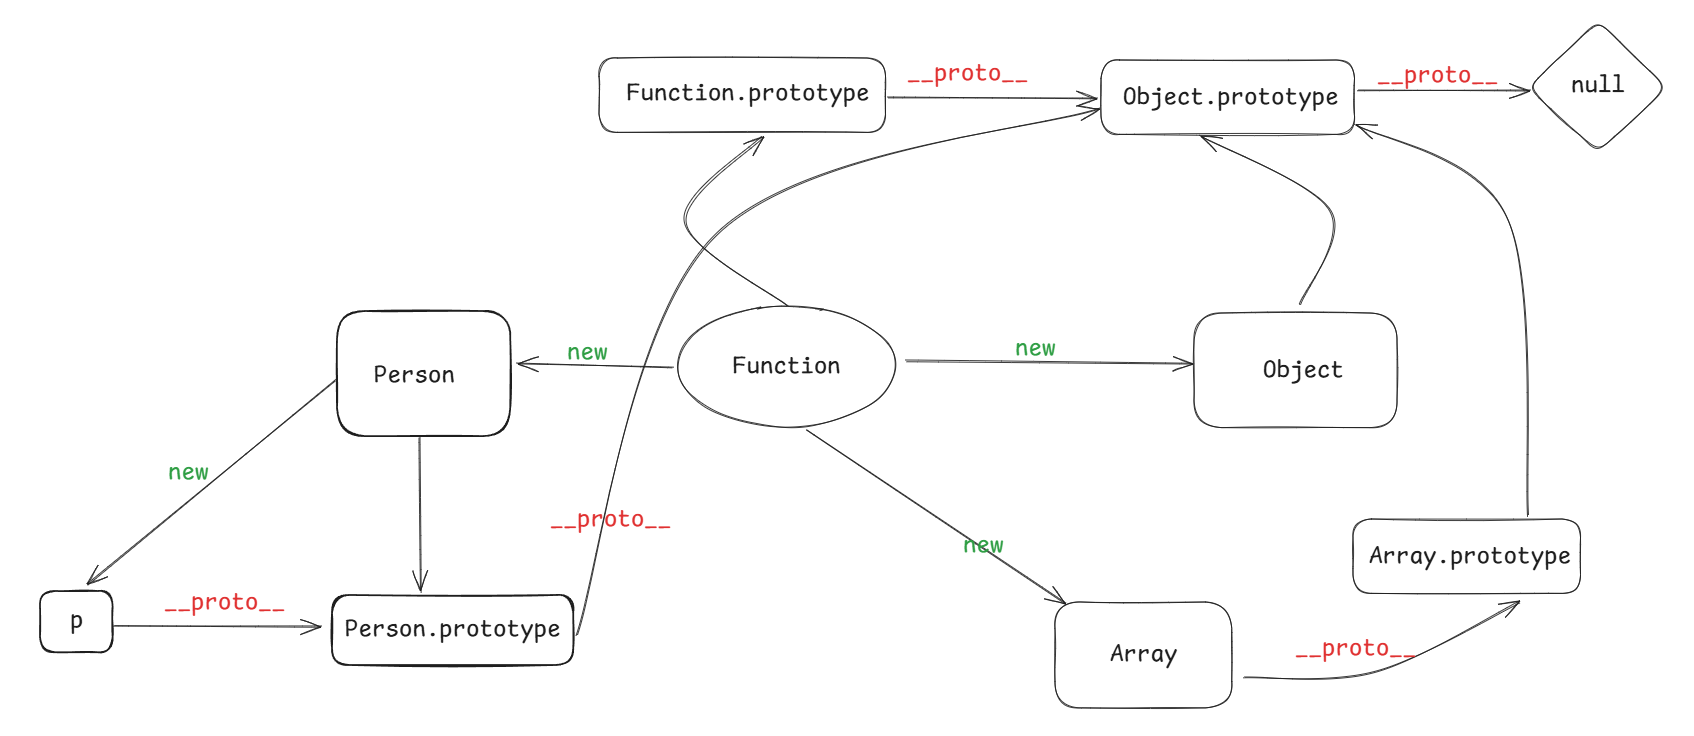 __proto__
__proto__
null
Function.prototype
Object.prototype
new
new
Person
Function
Object
new
__proto__
new
Array.prototype
__proto__
p
Person.prototype
__proto__
Array